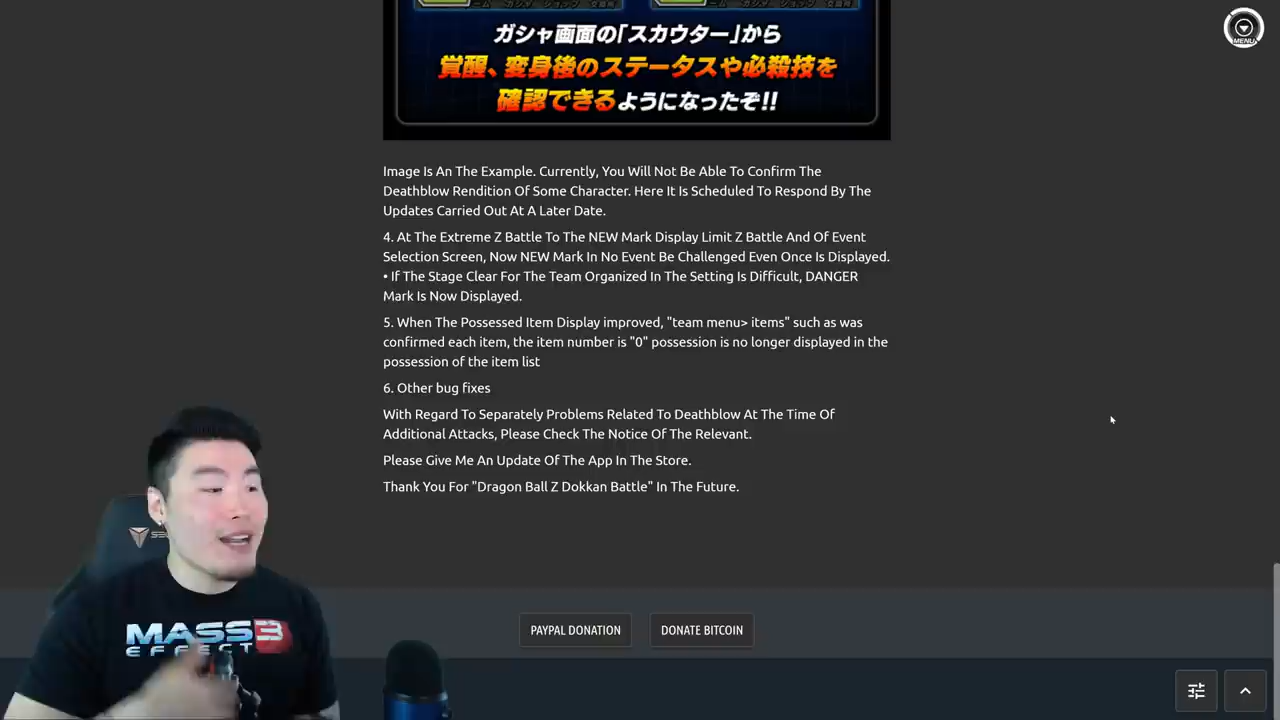 ガシャ画面の「スカウター」から
覚醒、変身後のステータスや必殺技を
確認できるようになったぞ!!
MENU
Image Is An The Example. Currently, You Will Not Be Able To Confirm The
Deathblow Rendition Of Some Character. Here It Is Scheduled To Respond By The
Updates Carried Out At A Later Date.
4. At The Extreme Z Battle To The NEW Mark Display Limit Z Battle And Of Event
Selection Screen, Now NEW Mark In No Event Be Challenged Even Once Is Displayed.
• If The Stage Clear For The Team Organized In The Setting Is Difficult, DANGER
Mark Is Now Displayed.
5. When The Possessed Item Display improved, "team menu> items" such as was
confirmed each item, the item number is "0" possession is no longer displayed in the
possession of the item list
6. Other bug fixes
With Regard To Separately Problems Related To Deathblow At The Time Of
Additional Attacks, Please Check The Notice Of The Relevant.
Please Give Me An Update Of The App In The Store.
Thank You For "Dragon Ball Z Dokkan Battle" In The Future.
PAYPAL DONATION
DONATE BITCOIN
MASS 3
EFFECT